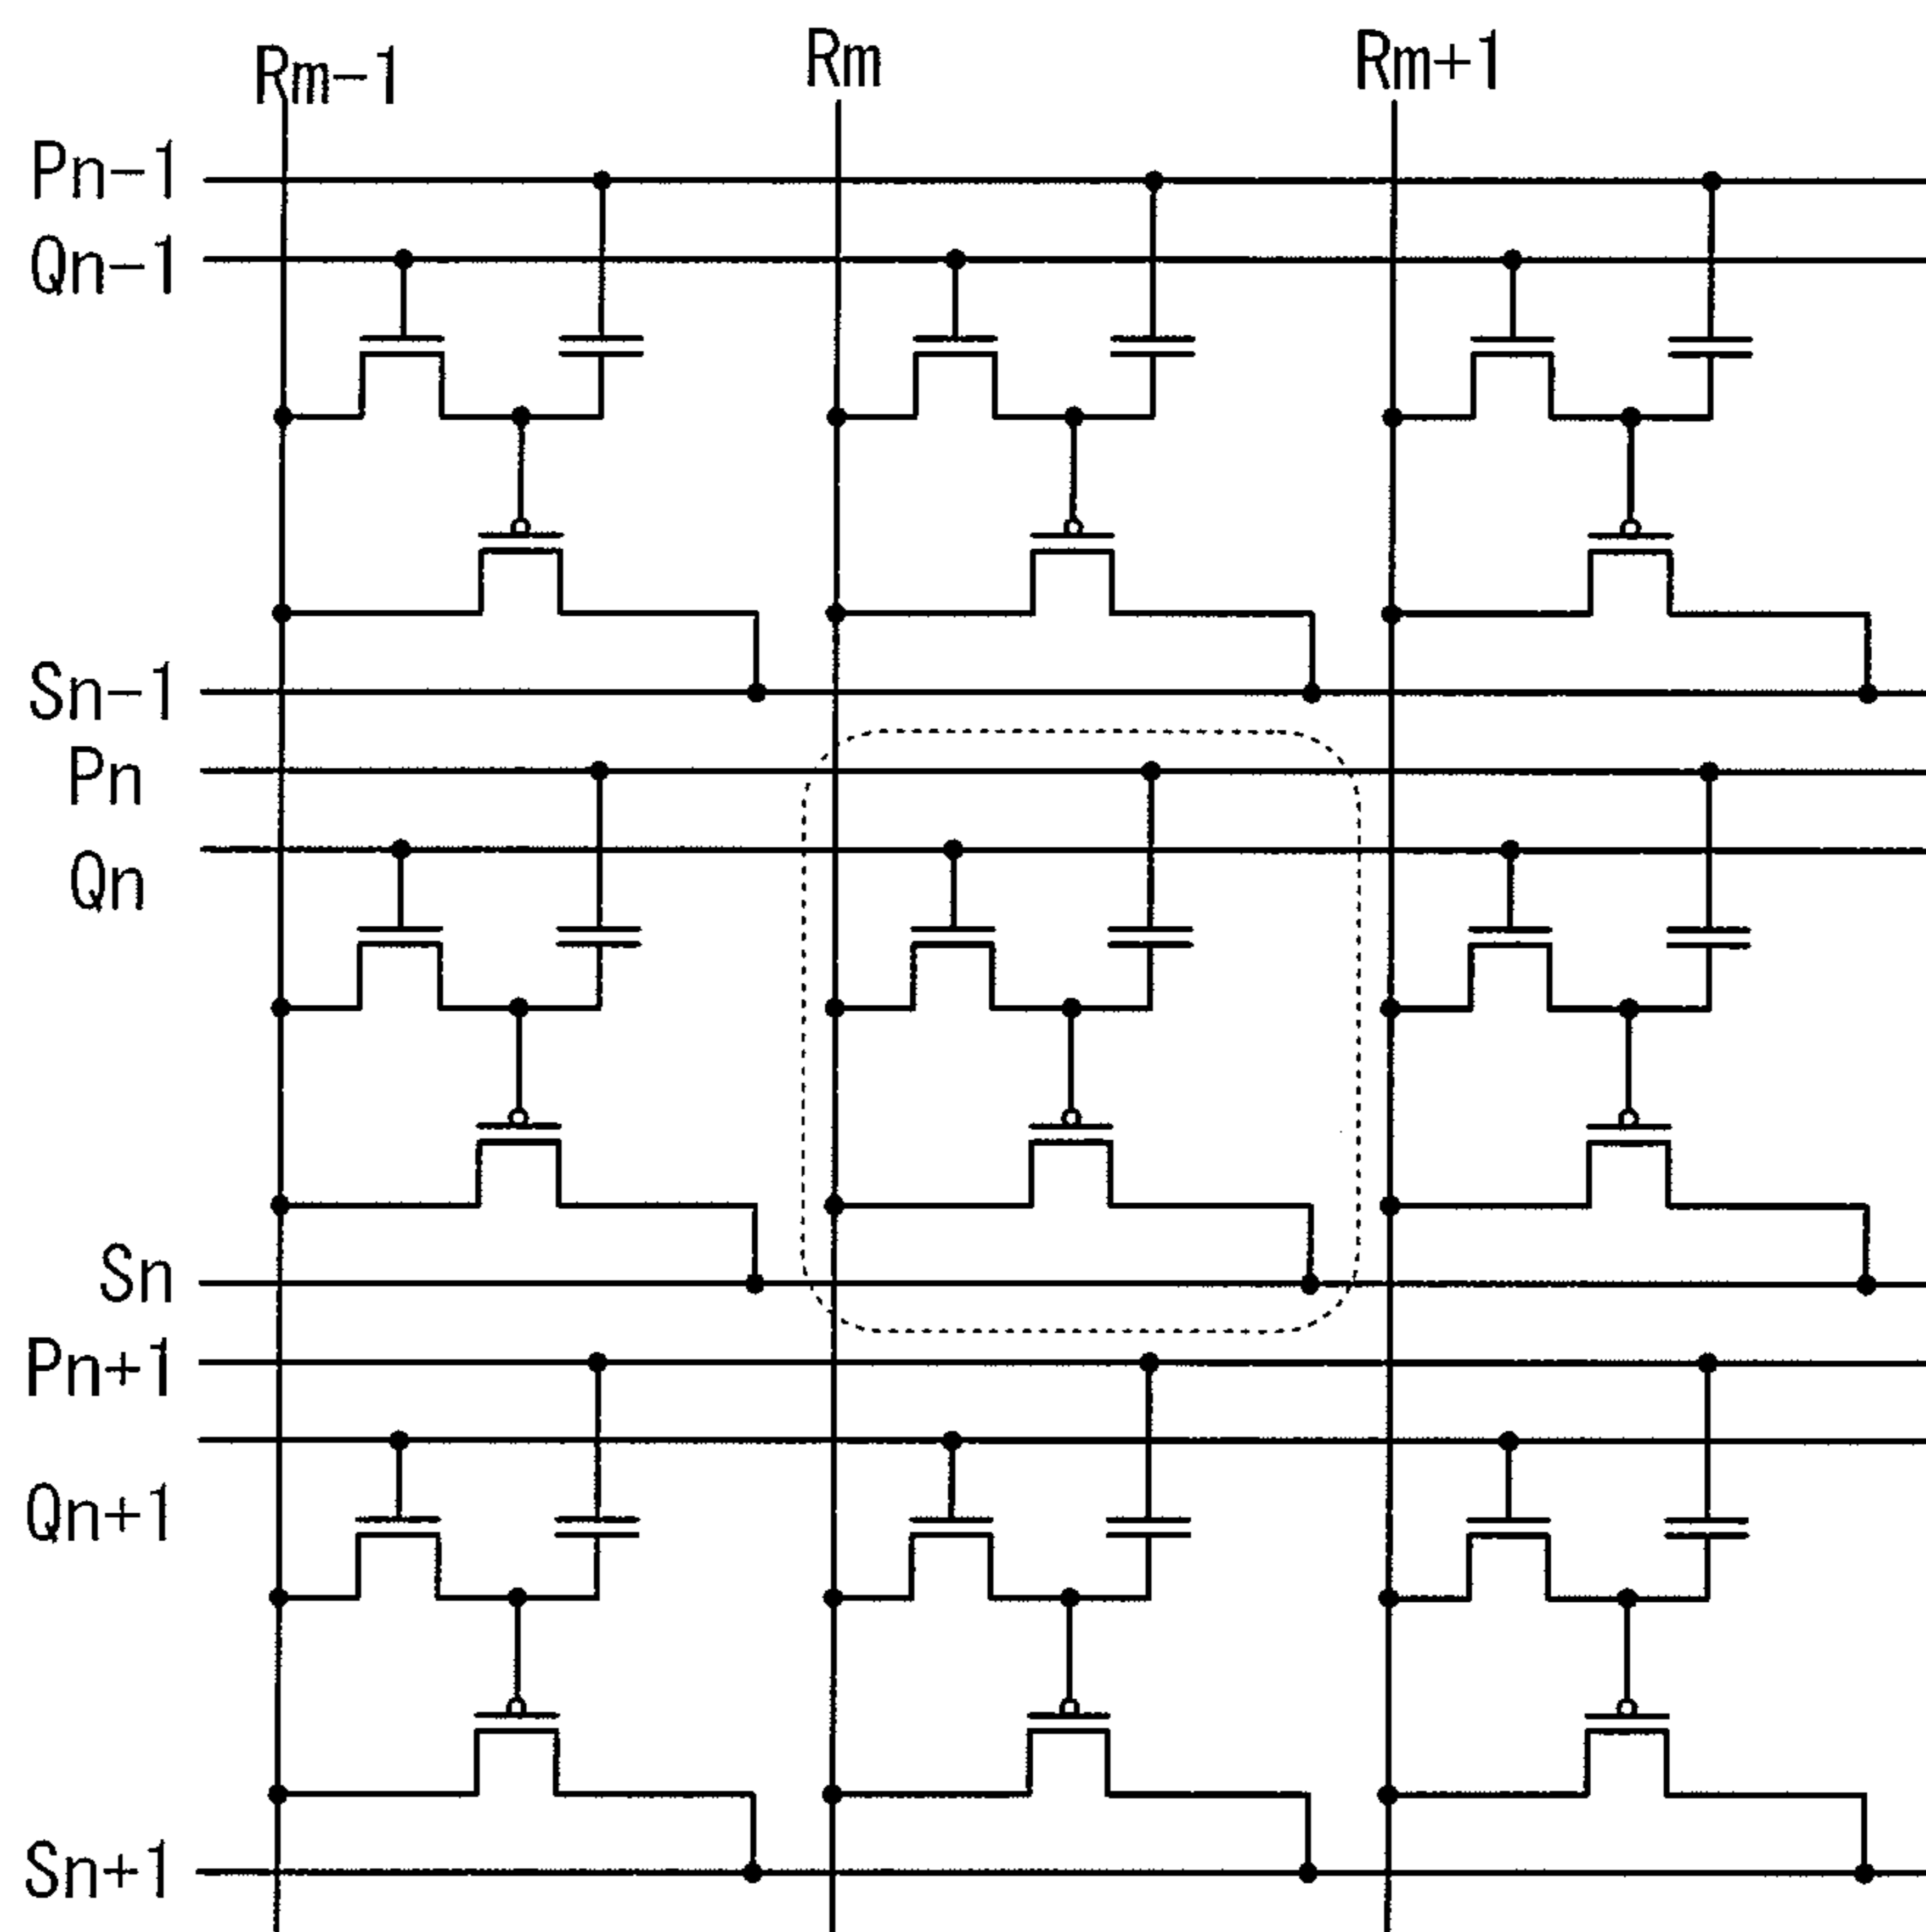 Rm-1
Rm
Rm+1
Pn-1
Qn-1
Sn-1
Pn
Qn
Sn
Pn+1
Qn+1
Sn+1